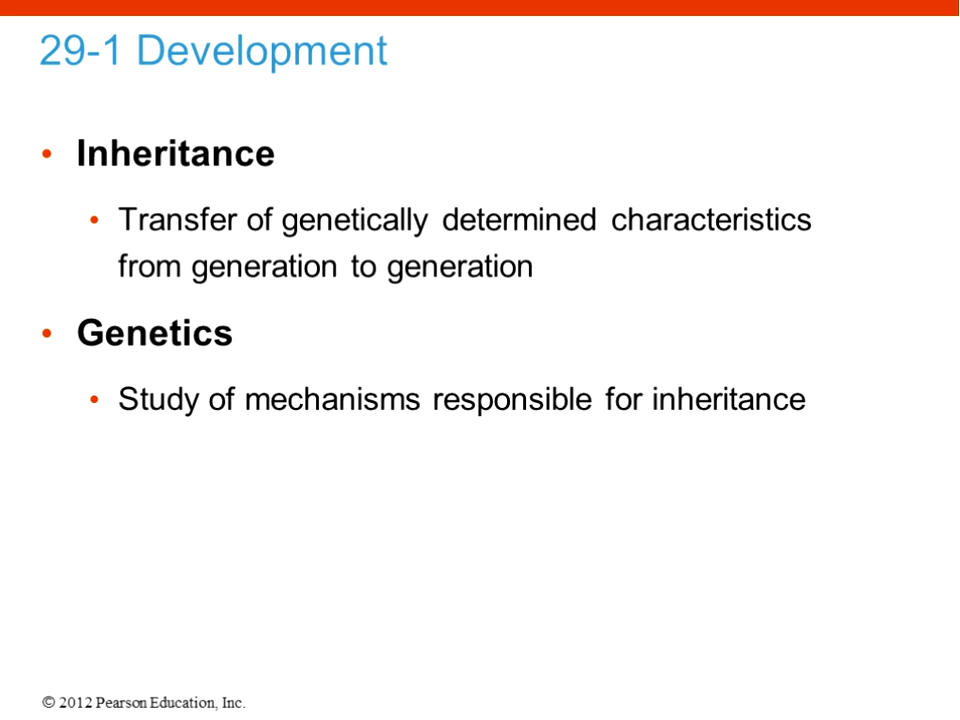 29-1 Development
• Inheritance
• Transfer of genetically determined characteristics
from generation to generation
• Genetics
• Study of mechanisms responsible for inheritance
© 2012 Pearson Education, Inc.